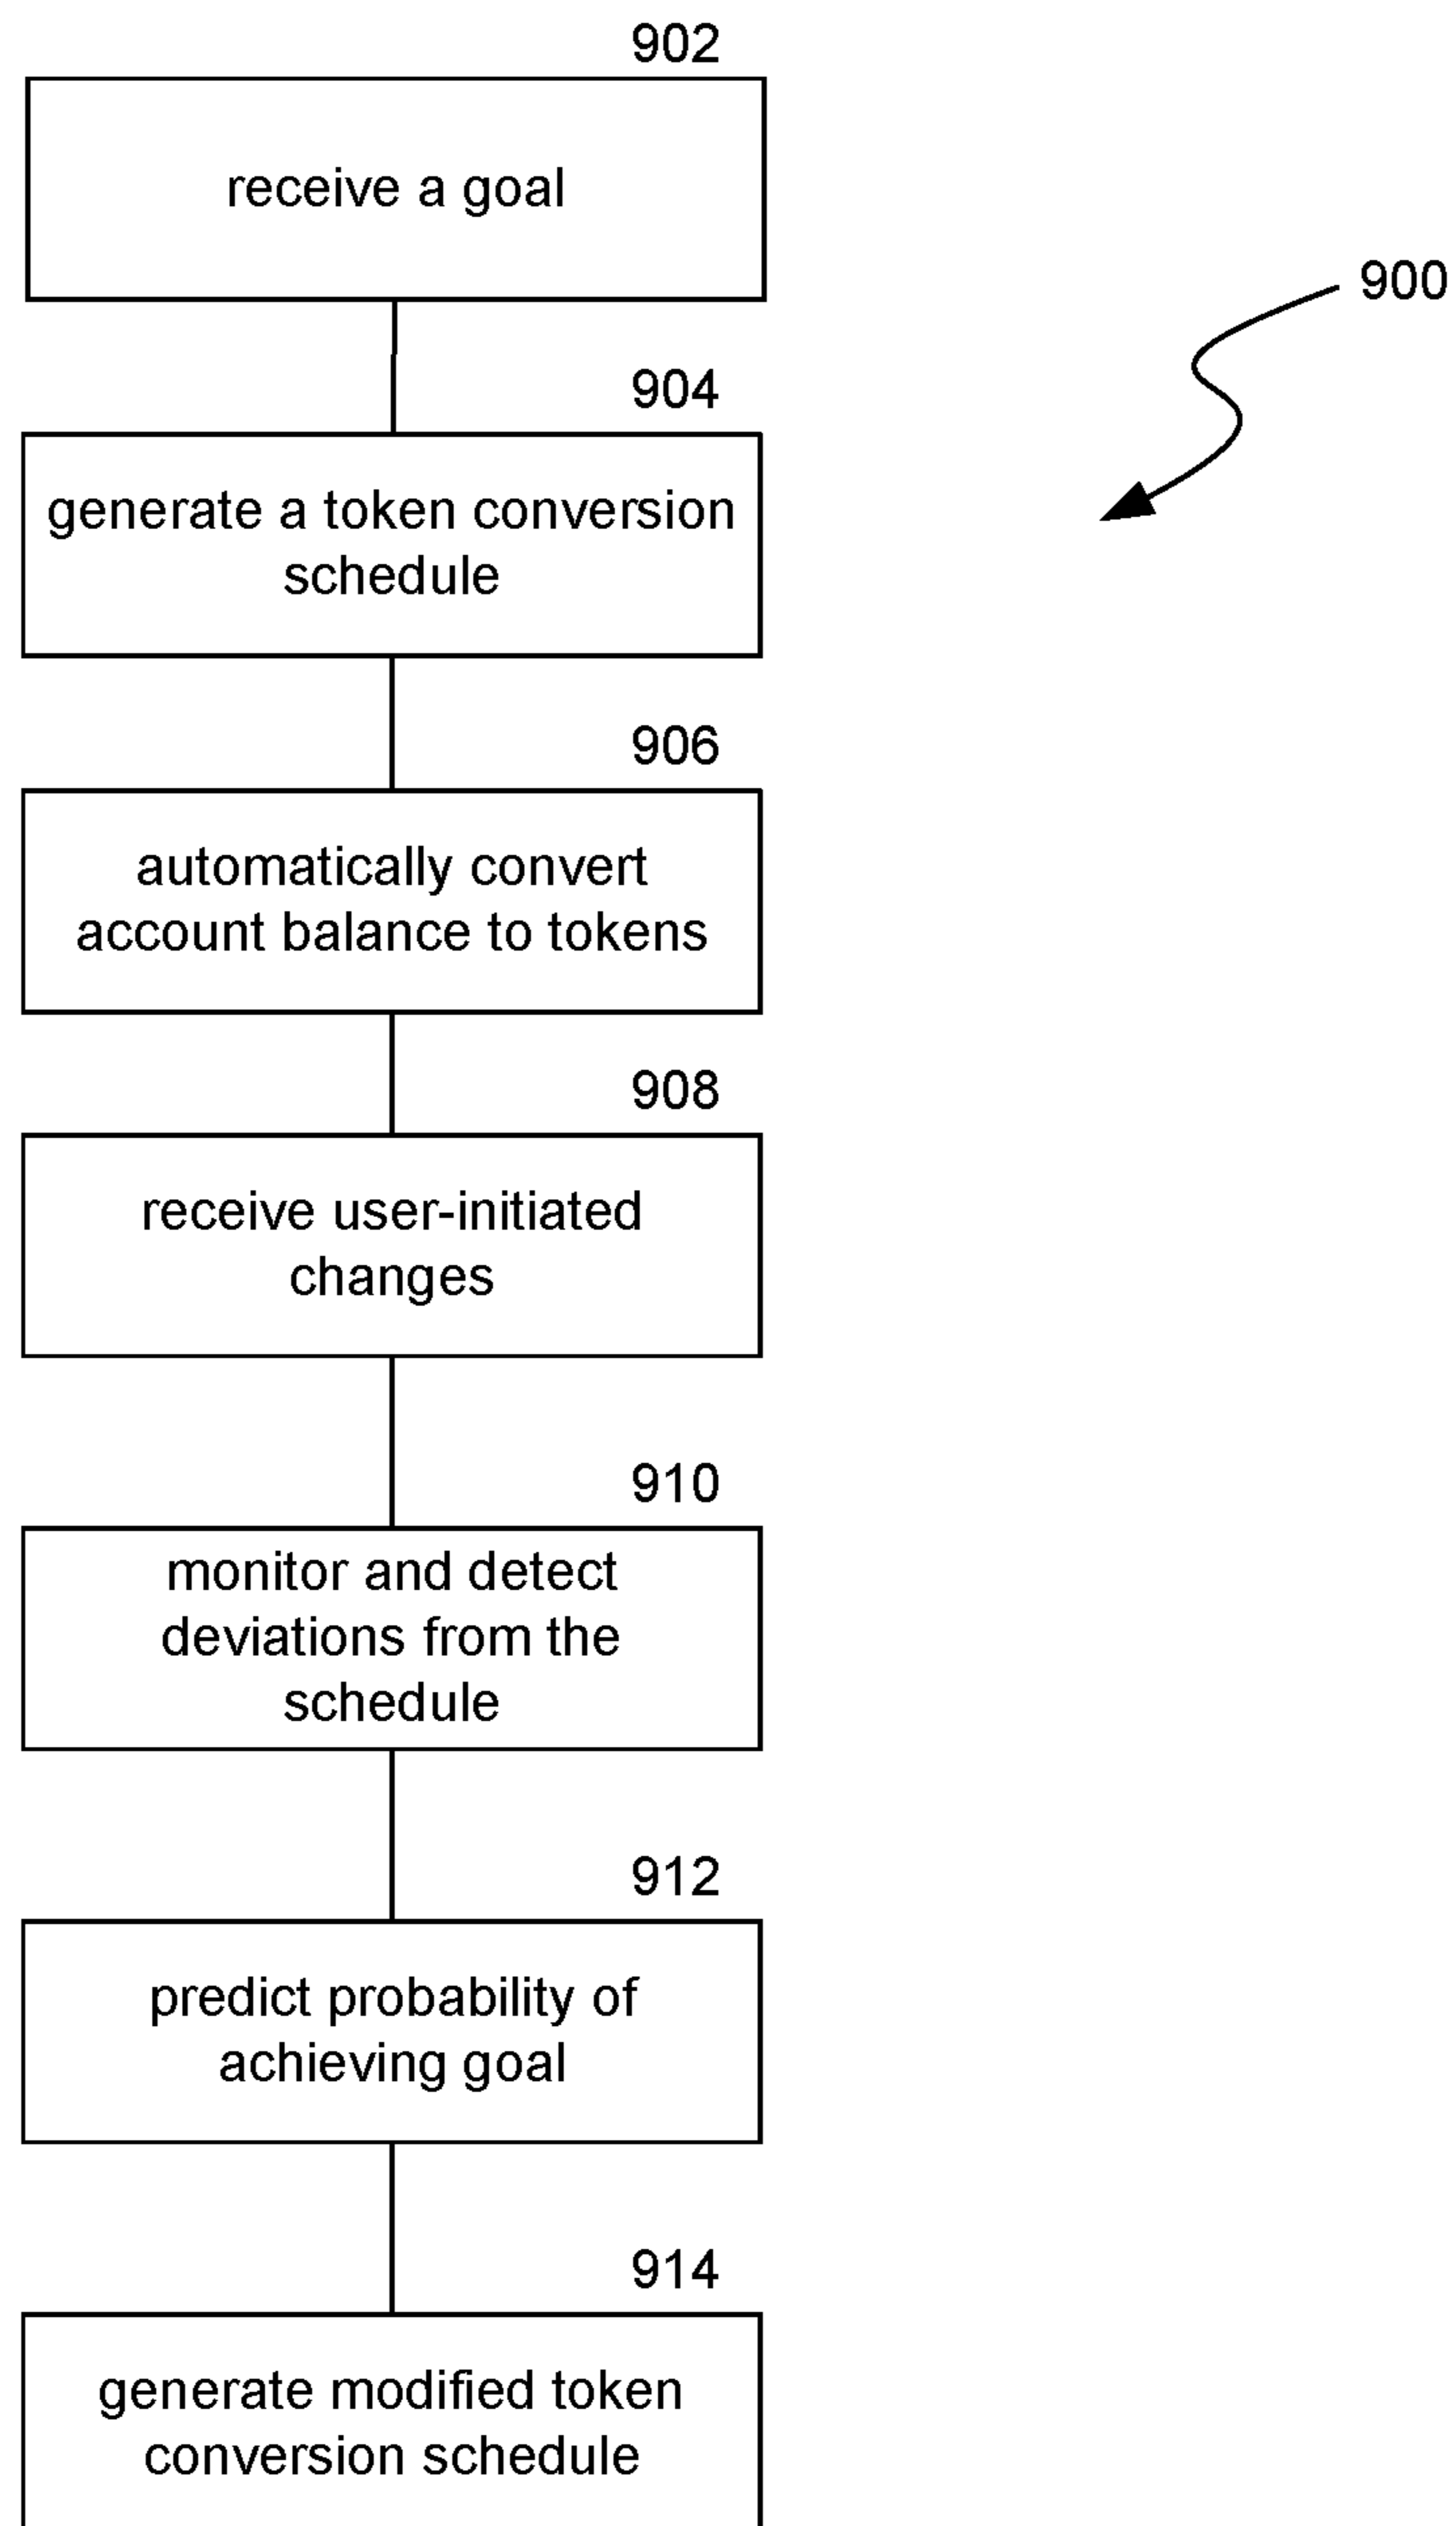 902
receive a goal
900
904
generate a token conversion
schedule
906
automatically convert
account balance to tokens
908
receive user-initiated
changes
910
monitor and detect
deviations from the
schedule
912
predict probability of
achieving goal
914
generate modified token
conversion schedule